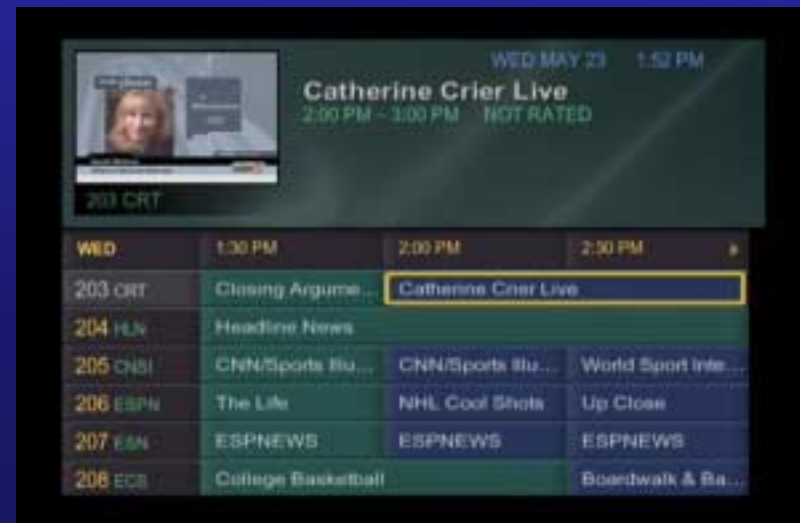 WED MAY 23 1:52 PM
Catherine Crier Live
2:00 PM – 3:00 PM NOT RATED
203 CRT
WED 1:30 PM 2:00 PM 2:30 PM
203 CRT Closing Argume... Catherine Crier Live
204 HLN Headline News
205 CNSI CNN/Sports Illu... CNN/Sports Illu... World Sport Inte...
206 ESPN The Life NHL Cool Shots Up Close
207 ESN ESPNEWS ESPNEWS ESPNEWS
208 ECB College Basketball Boardwalk & Ba...